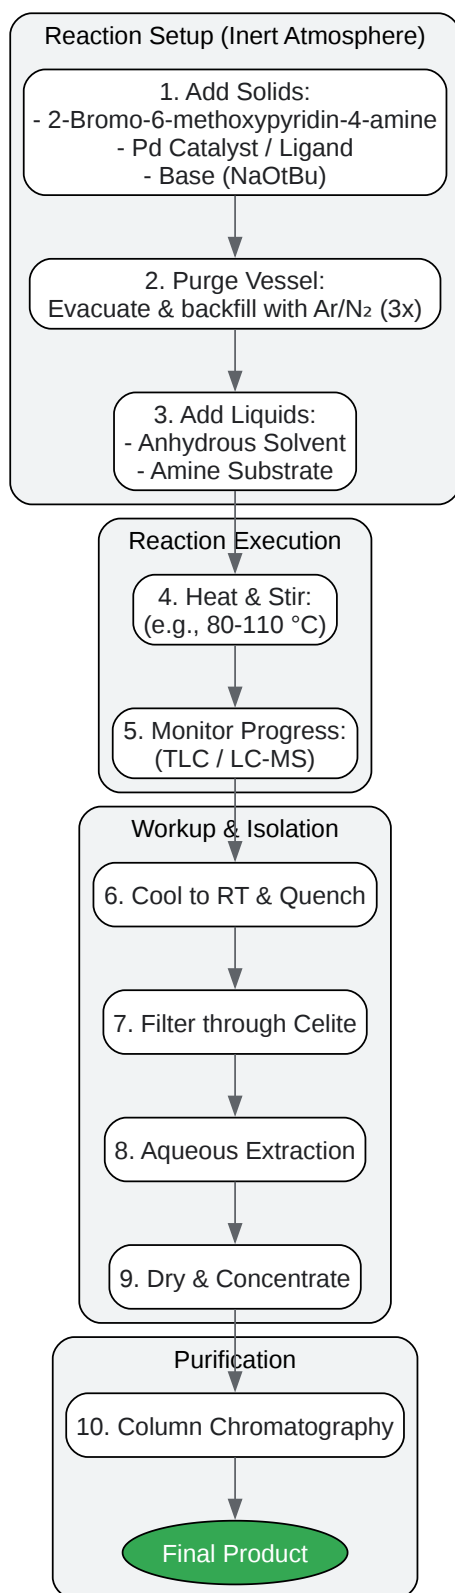 Reaction Setup (Inert Atmosphere)
1. Add Solids:
- 2-Bromo-6-methoxypyridin-4-amine
- Pd Catalyst / Ligand
- Base (NaOtBu)
2. Purge Vessel:
Evacuate & backfill with Ar/N₂ (3x)
3. Add Liquids:
- Anhydrous Solvent
- Amine Substrate
Reaction Execution
4. Heat & Stir:
(e.g., 80-110 °C)
5. Monitor Progress:
(TLC / LC-MS)
Workup & Isolation
6. Cool to RT & Quench
7. Filter through Celite
8. Aqueous Extraction
9. Dry & Concentrate
Purification
10. Column Chromatography
Final Product